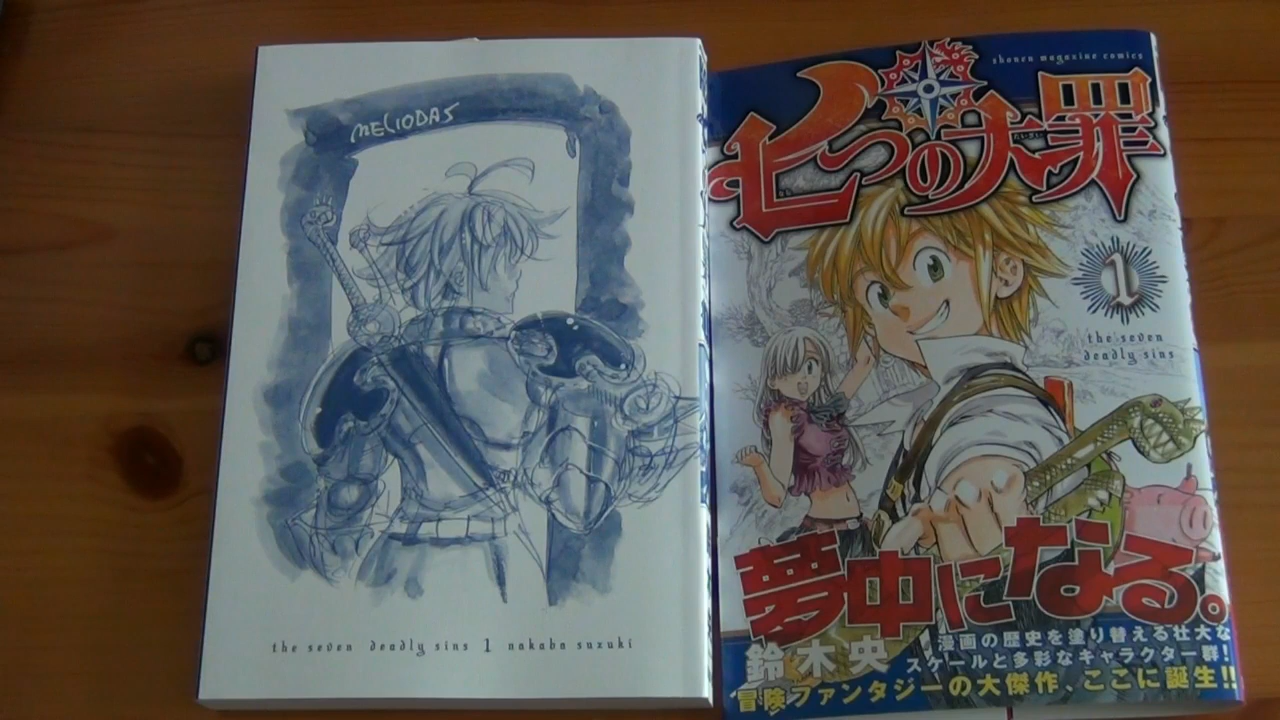 MELIODAS
the seven deadly sins 1 nakaba suzuki
shonen magazine comics
七つの大罪
たいざい
1
the seven
deadly sins
夢中になる。
鈴木央
漫画の歴史を塗り替える壮大な
スケールと多彩なキャラクター群!
冒険ファンタジーの大傑作、ここに誕生!!